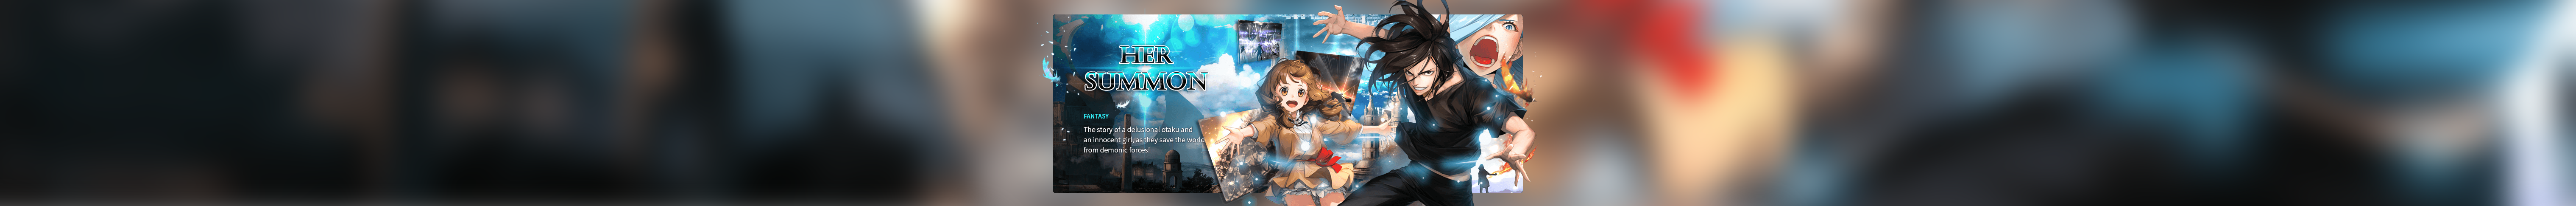 HER
SUMMON
FANTASY
The story of a delusional otaku and
an innocent girl, as they save the world
from demonic forces!